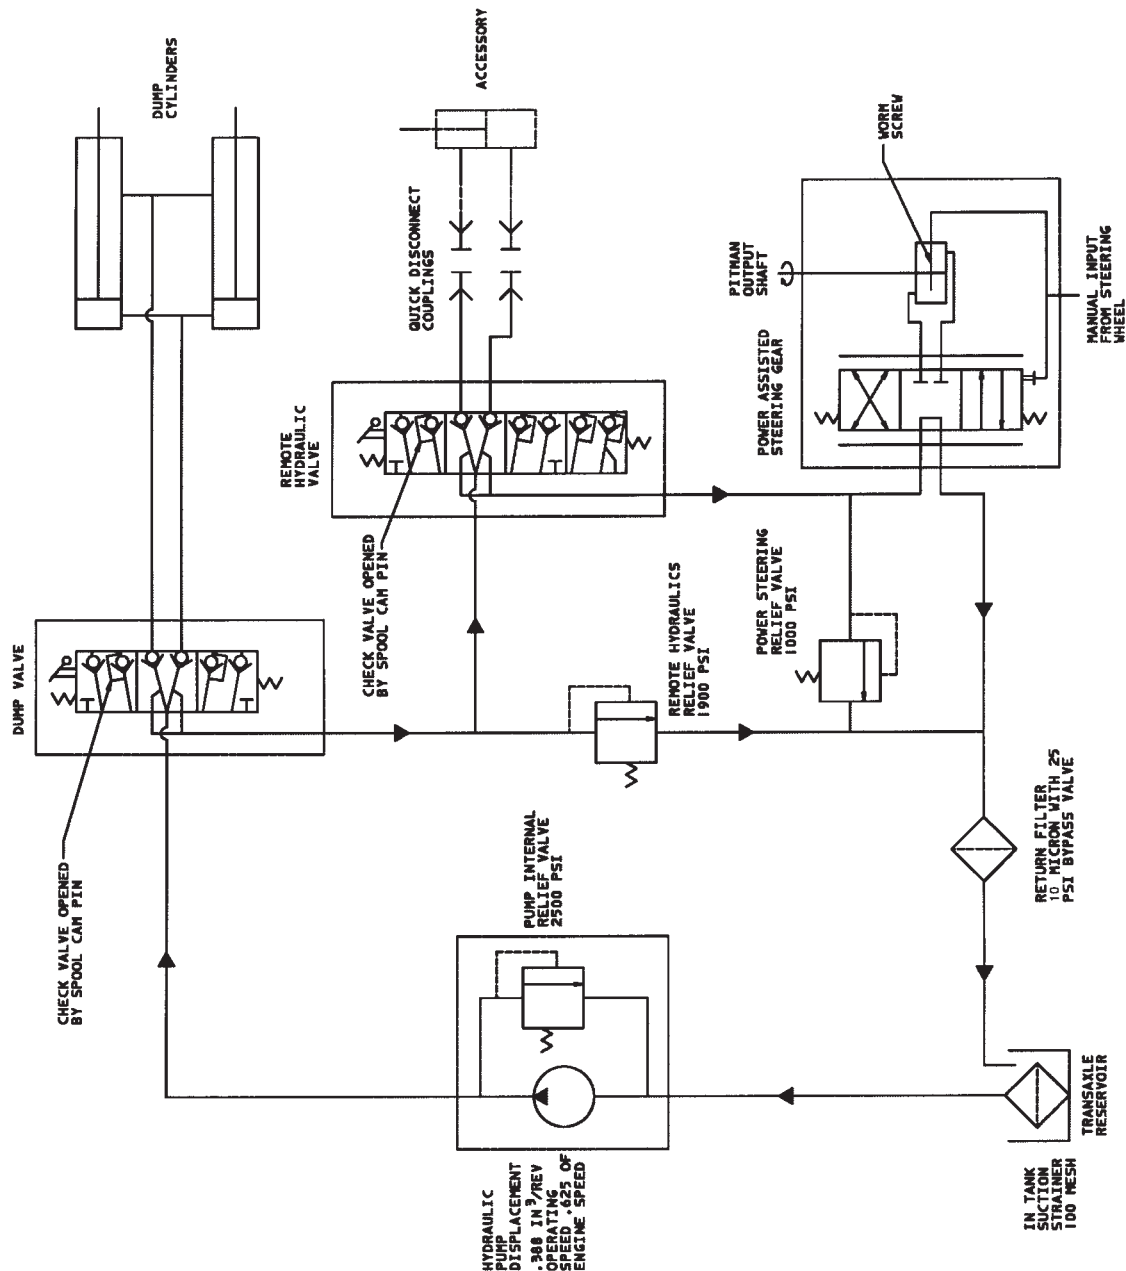 DUMP VALVE
CHECK VALVE OPENED
BY SPOOL CAM PIN
DUMP
CYLINDERS
REMOTE
HYDRAULIC
VALVE
CHECK VALVE OPENED
BY SPOOL CAM PIN
QUICK DISCONNECT
COUPLINGS
ACCESSORY
HYDRAULIC
PUMP
DISPLACEMENT
.388 IN³/REV
OPERATING
SPEED .625 OF
ENGINE SPEED
PUMP INTERNAL
RELIEF VALVE
2500 PSI
REMOTE HYDRAULICS
RELIEF VALVE
1900 PSI
POWER STEERING
RELIEF VALVE
1000 PSI
POWER ASSISTED
STEERING GEAR
PITMAN
OUTPUT
SHAFT
WORM
SCREW
MANUAL INPUT
FROM STEERING
WHEEL
IN TANK
SUCTION
STRAINER
100 MESH
TRANSAXLE
RESERVOIR
RETURN FILTER
10 MICRON WITH 25
PSI BYPASS VALVE